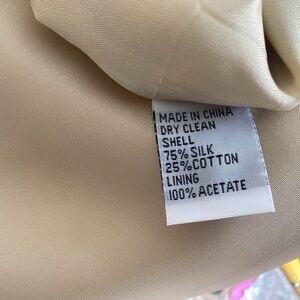 MADE IN CHINA
DRY CLEAN
SHELL
75% SILK
25%COTTON
LINING
100% ACETATE